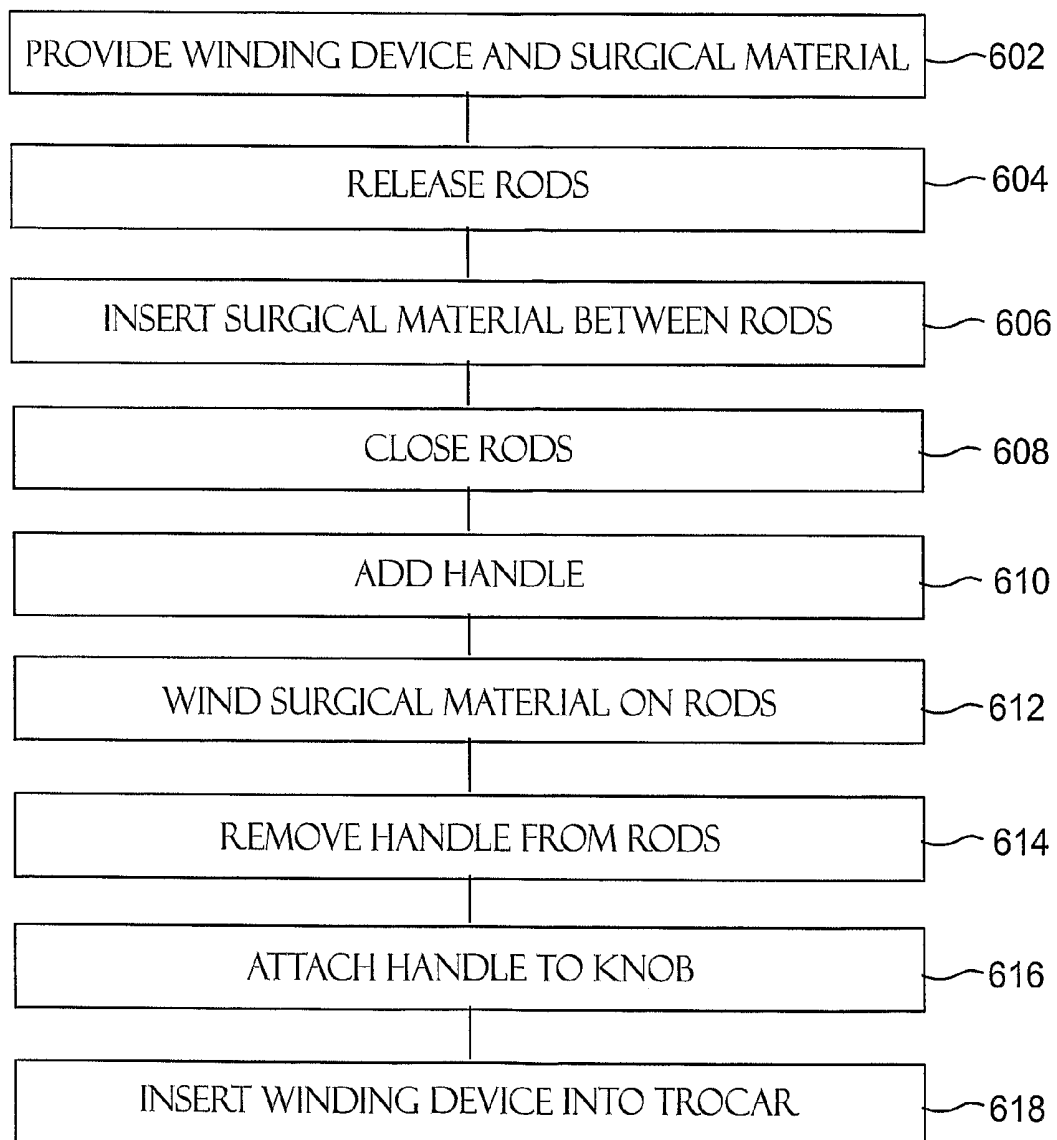 PROVIDE WINDING DEVICE AND SURGICAL MATERIAL 602
RELEASE RODS 604
INSERT SURGICAL MATERIAL BETWEEN RODS 606
CLOSE RODS 608
ADD HANDLE 610
WIND SURGICAL MATERIAL ON RODS 612
REMOVE HANDLE FROM RODS 614
ATTACH HANDLE TO KNOB 616
INSERT WINDING DEVICE INTO TROCAR 618